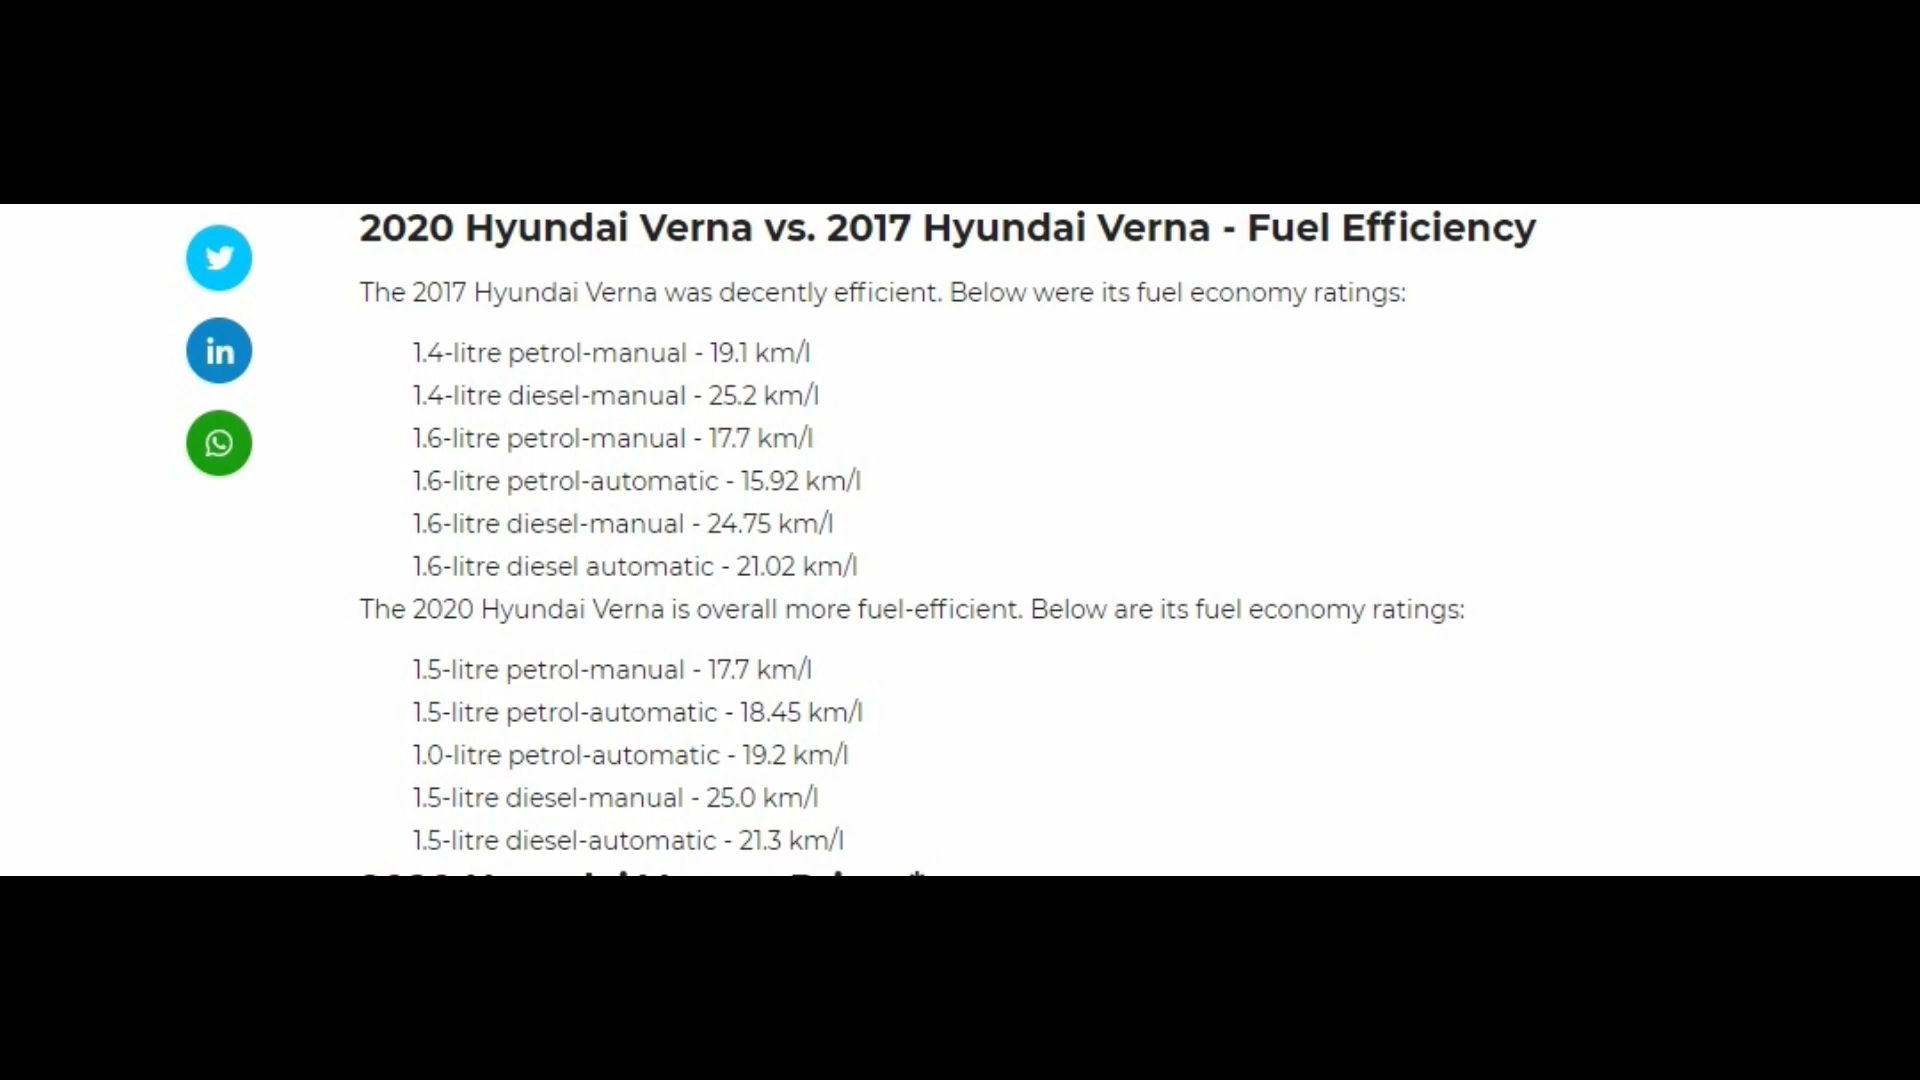 2020 Hyundai Verna vs. 2017 Hyundai Verna - Fuel Efficiency
The 2017 Hyundai Verna was decently efficient. Below were its fuel economy ratings:
1.4-litre petrol-manual - 19.1 km/l
1.4-litre diesel-manual - 25.2 km/l
1.6-litre petrol-manual - 17.7 km/l
1.6-litre petrol-automatic - 15.92 km/l
1.6-litre diesel-manual - 24.75 km/l
1.6-litre diesel automatic - 21.02 km/l
The 2020 Hyundai Verna is overall more fuel-efficient. Below are its fuel economy ratings:
1.5-litre petrol-manual - 17.7 km/l
1.5-litre petrol-automatic - 18.45 km/l
1.0-litre petrol-automatic - 19.2 km/l
1.5-litre diesel-manual - 25.0 km/l
1.5-litre diesel-automatic - 21.3 km/l